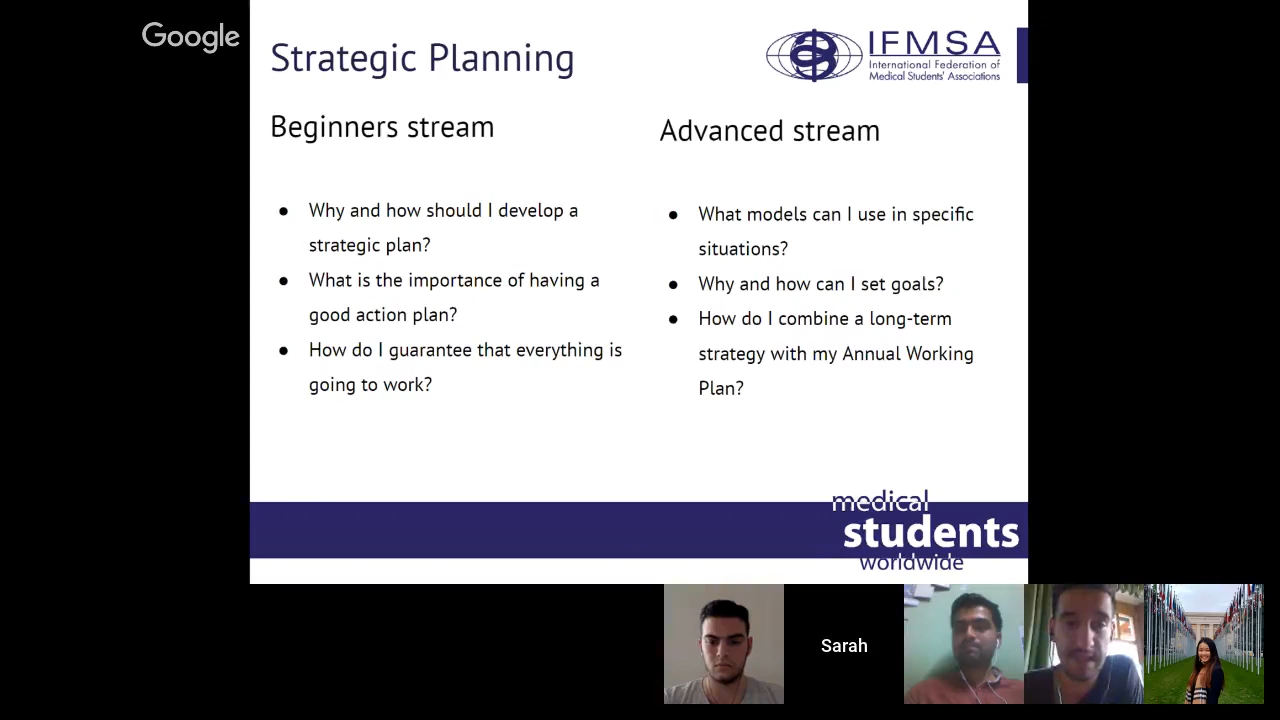 Google
Strategic Planning
IFMSA
International Federation of
Medical Students' Associations
Beginners stream
● Why and how should I develop a
strategic plan?
● What is the importance of having a
good action plan?
● How do I guarantee that everything is
going to work?
Advanced stream
● What models can I use in specific
situations?
● Why and how can I set goals?
● How do I combine a long-term
strategy with my Annual Working
Plan?
medical
students
worldwide
Sarah